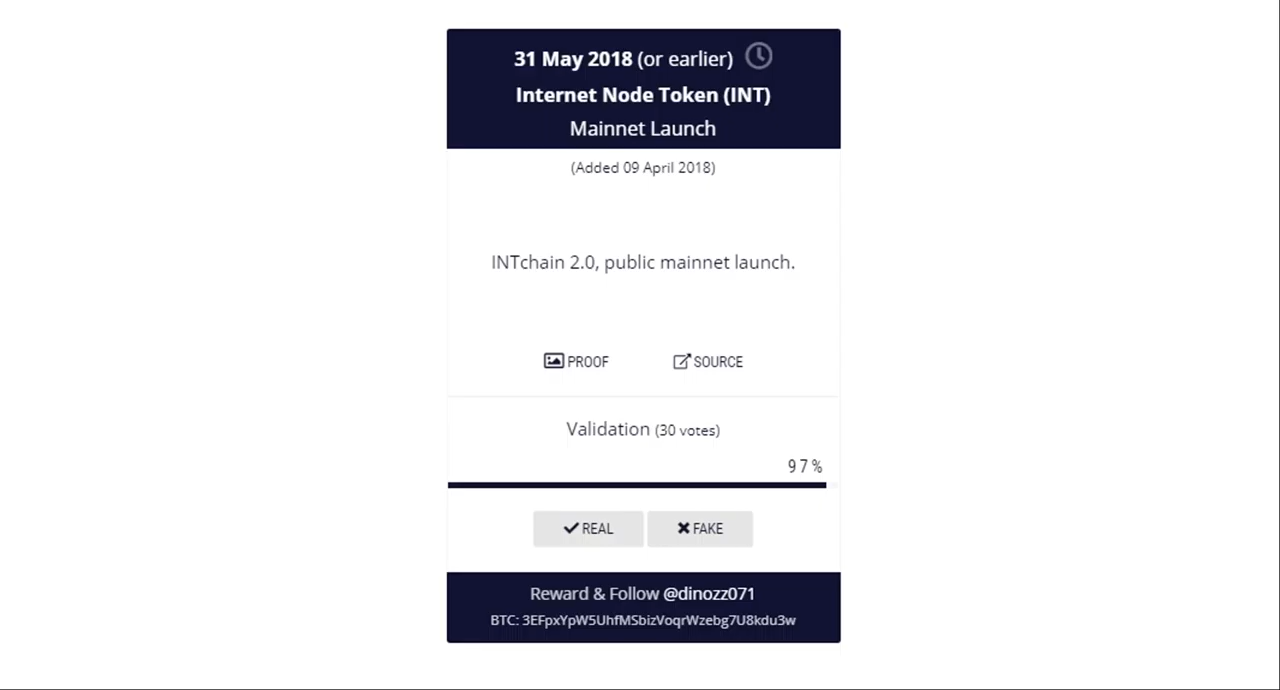 31 May 2018 (or earlier)
Internet Node Token (INT)
Mainnet Launch
(Added 09 April 2018)
INTchain 2.0, public mainnet launch.
PROOF SOURCE
Validation (30 votes)
97%
REAL FAKE
Reward & Follow @dinozz071
BTC: 3EFpxYpW5UhfMSbizVoqrWzebg7U8kdu3w